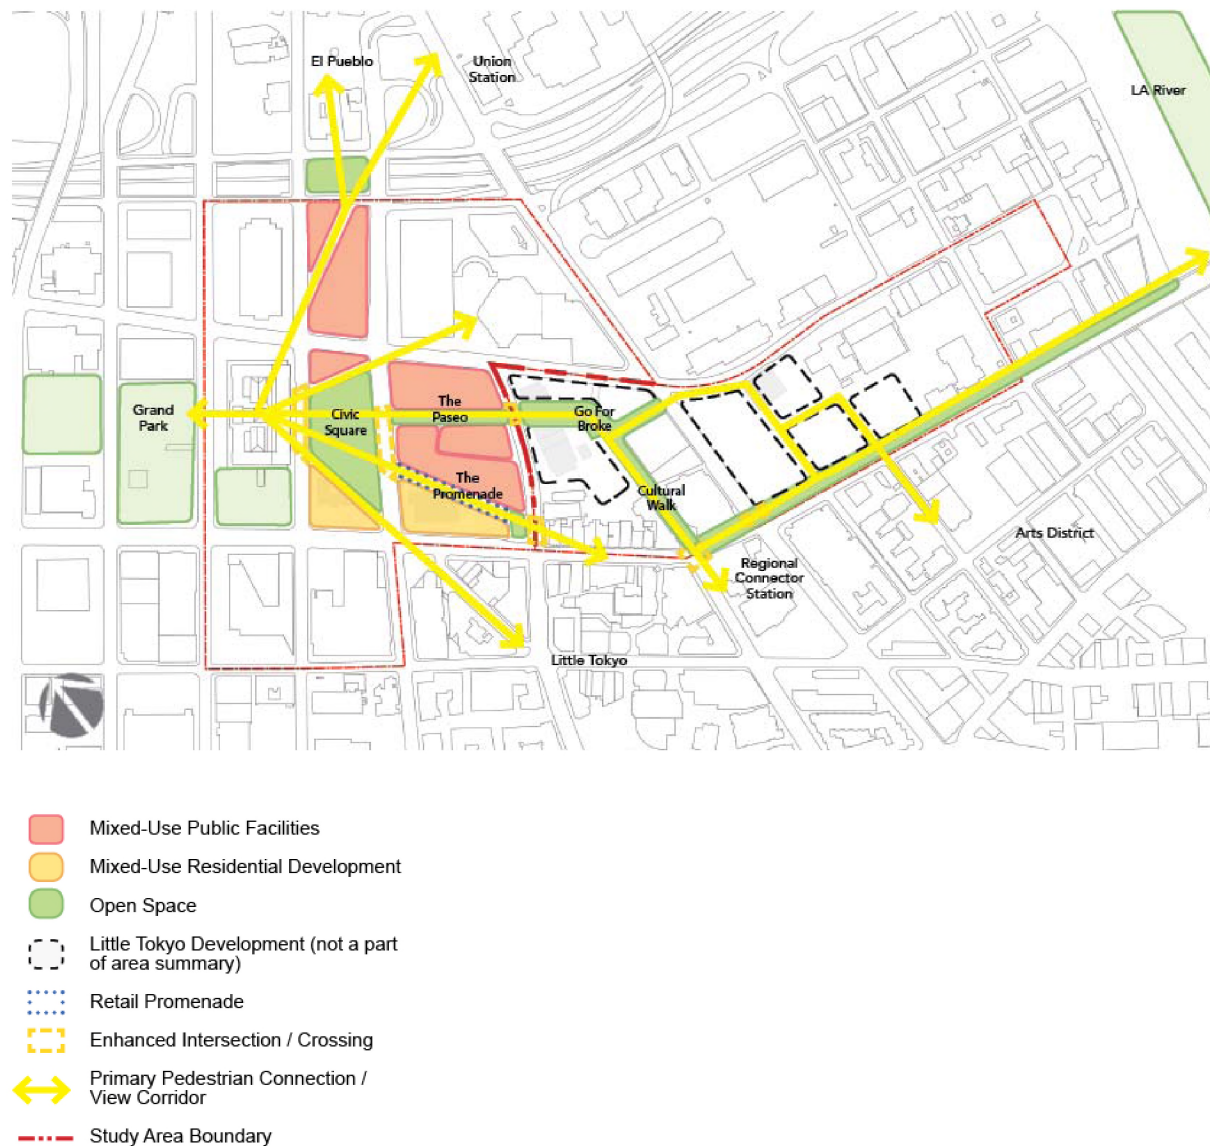 El Pueblo
Union
Station
LA River
Grand
Park
Civic
Square
The
Paseo
Go For
Broke
The
Promenade
Cultural
Walk
Arts District
Regional
Connector
Station
Little Tokyo
Mixed-Use Public Facilities
Mixed-Use Residential Development
Open Space
Little Tokyo Development (not a part
of area summary)
Retail Promenade
Enhanced Intersection / Crossing
Primary Pedestrian Connection /
View Corridor
Study Area Boundary